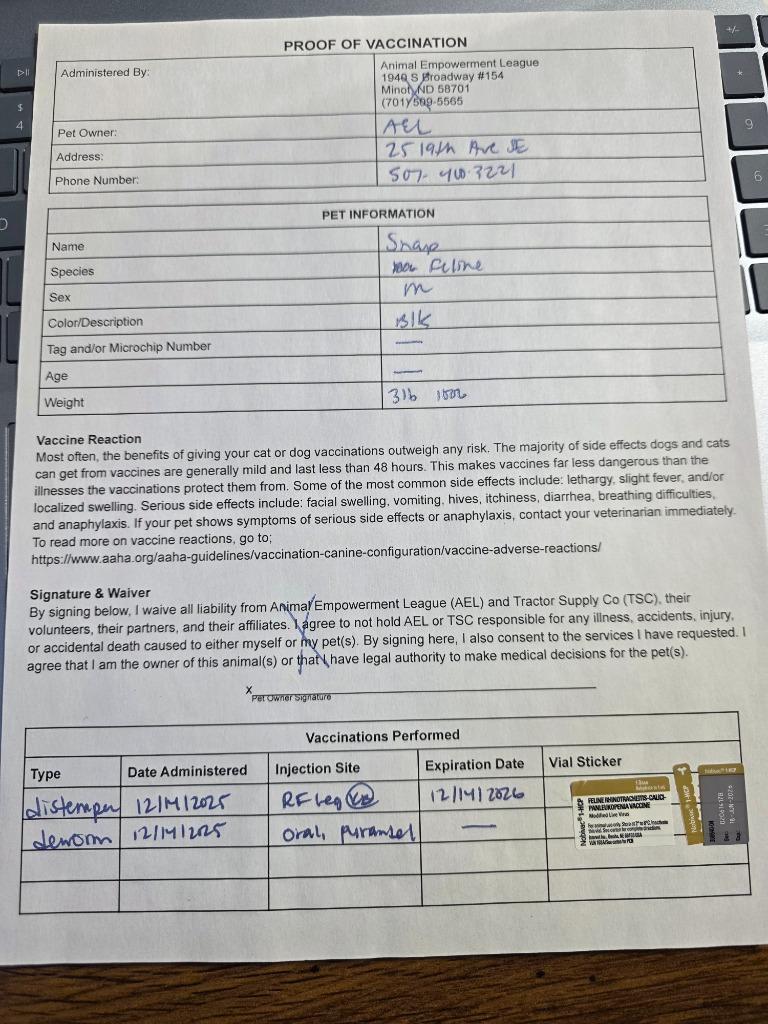 PROOF OF VACCINATION
Administered By:
Animal Empowerment League
1940 S Broadway #154
Minot, ND 58701
(701) 509-5565
Pet Owner: AEL
Address: 25 19th Ave SE
Phone Number: 507-
PET INFORMATION
Name Snap
Species Feline
Sex m
Color/Description Blk
Tag and/or Microchip Number —
Age —
Weight 3lb
Vaccine Reaction
Most often, the benefits of giving your cat or dog vaccinations outweigh any risk. The majority of side effects dogs and cats
can get from vaccines are generally mild and last less than 48 hours. This makes vaccines far less dangerous than the
illnesses the vaccinations protect them from. Some of the most common side effects include: lethargy, slight fever, and/or
localized swelling. Serious side effects include: facial swelling, vomiting, hives, itchiness, diarrhea, breathing difficulties,
and anaphylaxis. If your pet shows symptoms of serious side effects or anaphylaxis, contact your veterinarian immediately.
To read more on vaccine reactions, go to;
https://www.aaha.org/aaha-guidelines/vaccination-canine-configuration/vaccine-adverse-reactions/
Signature & Waiver
By signing below, I waive all liability from Animal Empowerment League (AEL) and Tractor Supply Co (TSC), their
volunteers, their partners, and their affiliates. I agree to not hold AEL or TSC responsible for any illness, accidents, injury,
or accidental death caused to either myself or my pet(s). By signing here, I also consent to the services I have requested. I
agree that I am the owner of this animal(s) or that I have legal authority to make medical decisions for the pet(s).
x
Pet Owner Signature
Vaccinations Performed
Type Date Administered Injection Site Expiration Date Vial Sticker
distemper 12/14/2025 RF Leg 12/14/2026
deworm 12/14/2025 oral, pyrantel —
Nobivac® 1-HCP
FELINE RHINOTRACHEITIS-CALICI-
PANLEUKOPENIA VACCINE
Modified Live Virus
Nobivac® 1-HCP
Nobivac® 1-HCP